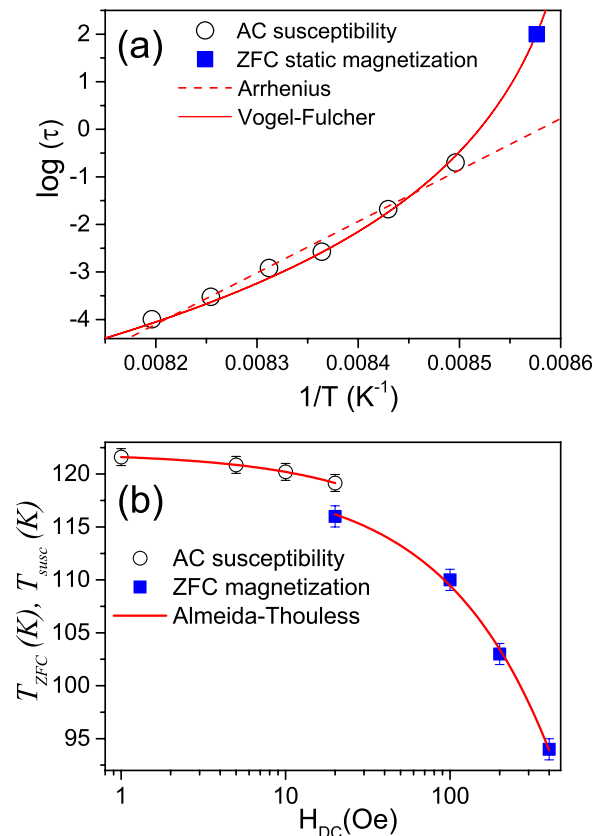 (a)
AC susceptibility
ZFC static magnetization
Arrhenius
Vogel-Fulcher
log (τ)
2
1
0
-1
-2
-3
-4
0.0082 0.0083 0.0084 0.0085 0.0086
1/T (K⁻¹)
(b)
AC susceptibility
ZFC magnetization
Almeida-Thouless
T_ZFC (K), T_susc (K)
120
115
110
105
100
95
1 10 100
H_DC(Oe)